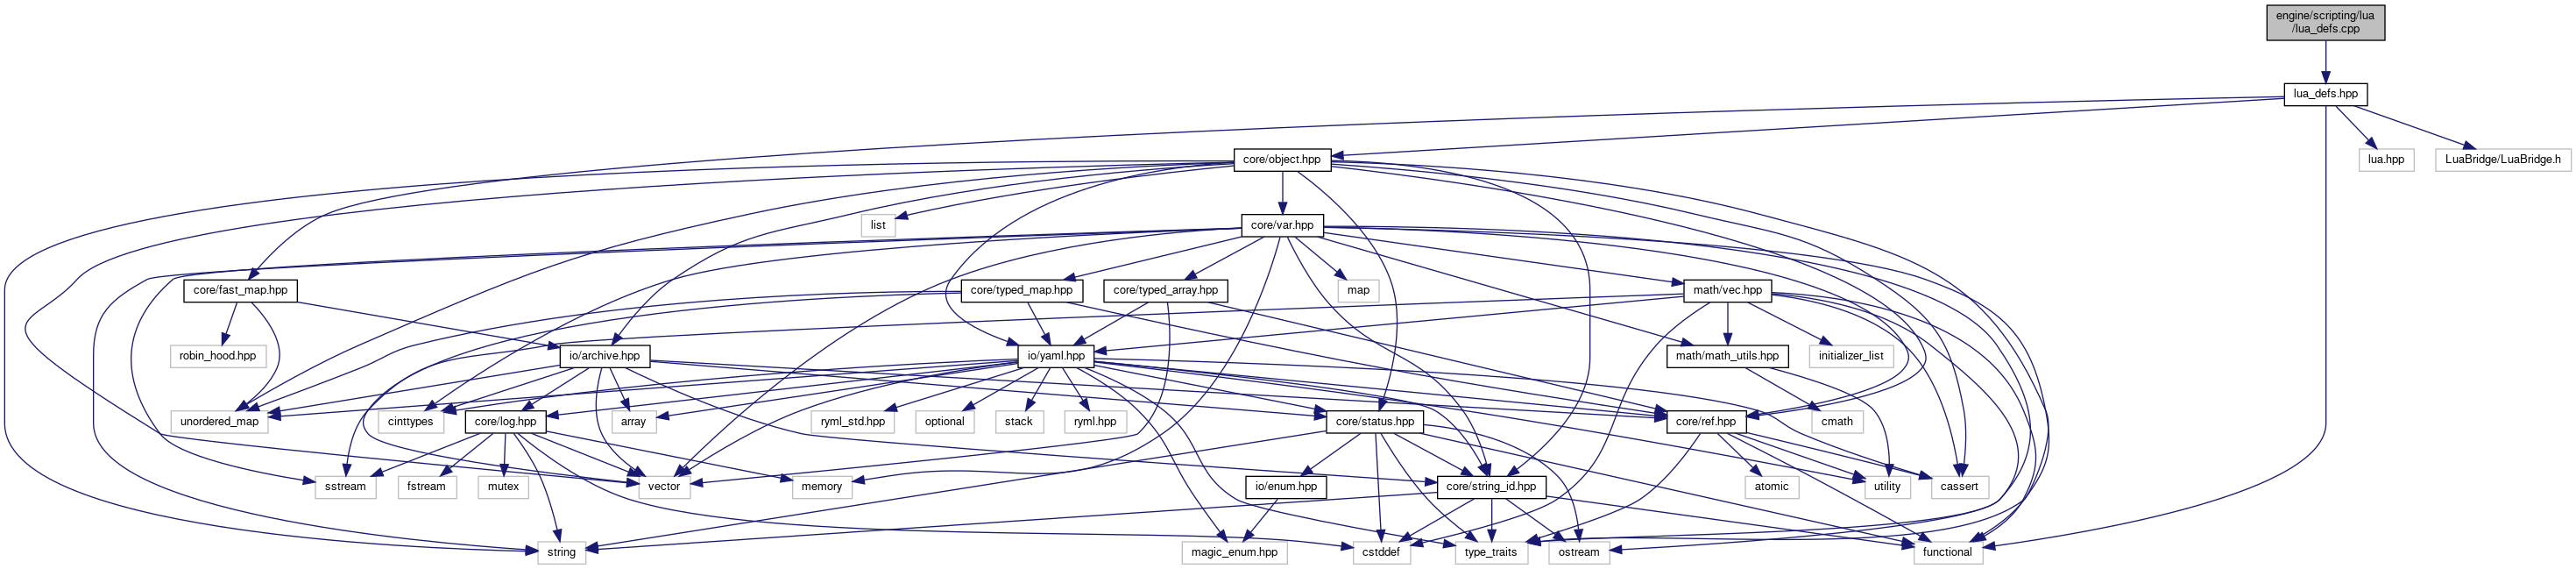 engine/scripting/lua
/lua_defs.cpp
lua_defs.hpp
core/object.hpp
lua.hpp
LuaBridge/LuaBridge.h
list
core/var.hpp
core/fast_map.hpp
core/typed_map.hpp
core/typed_array.hpp
map
math/vec.hpp
robin_hood.hpp
io/archive.hpp
io/yaml.hpp
math/math_utils.hpp
initializer_list
unordered_map
cinttypes
core/log.hpp
array
ryml_std.hpp
optional
stack
ryml.hpp
core/status.hpp
core/ref.hpp
cmath
sstream
fstream
mutex
vector
memory
io/enum.hpp
core/string_id.hpp
atomic
utility
cassert
string
magic_enum.hpp
cstddef
type_traits
ostream
functional